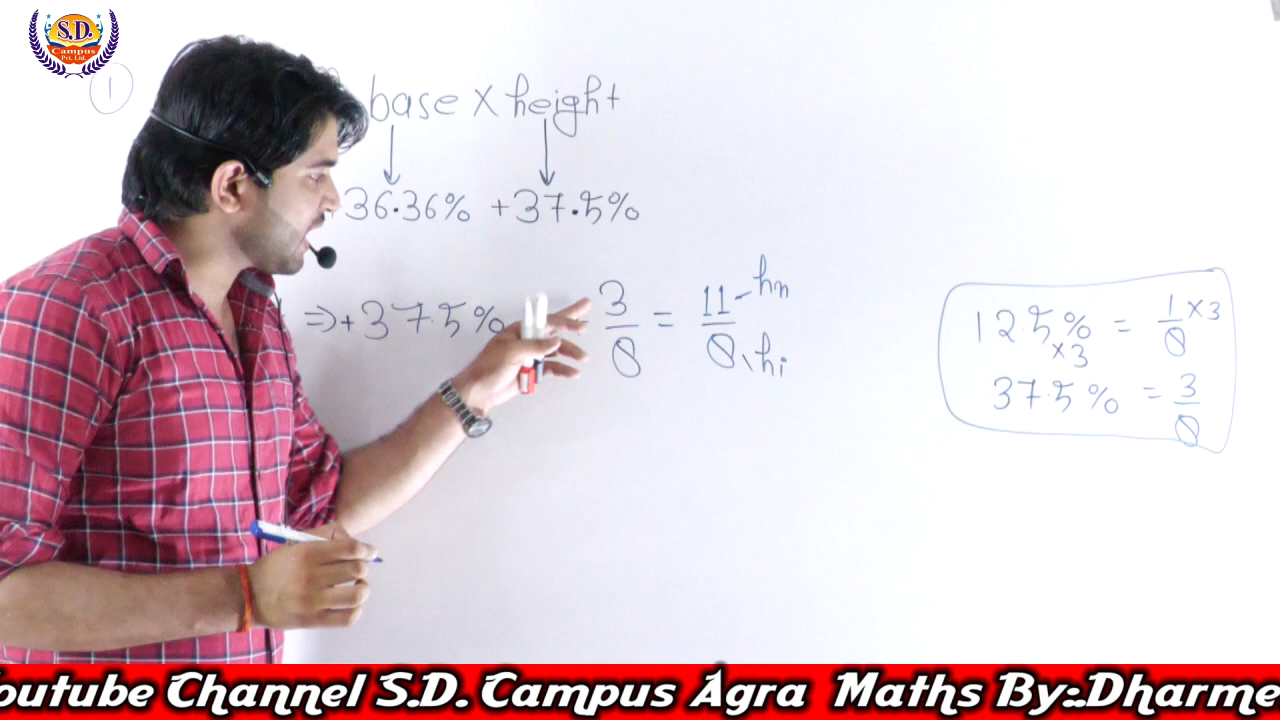 S.D.
Campus
Pvt. Ltd.
1
base × height
36.36% + 37.5%
⇒ + 37.5% 3/8 = 11/8 hn hi
12.5% = 1/8 ×3
×3
37.5% = 3/8
outube Channel S.D. Campus Agra Maths By:.Dharme